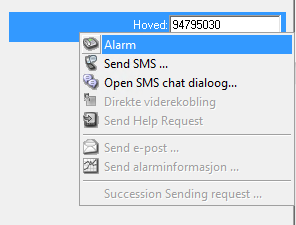 Hoved: 94795030
Alarm
Send SMS ...
Open SMS chat dialoog...
Direkte viderekobling
Send Help Request
Send e-post ...
Send alarminformasjon ...
Succession Sending request ...